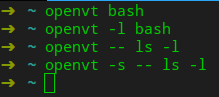 ➜ ~ openvt bash
➜ ~ openvt -l bash
➜ ~ openvt -- ls -l
➜ ~ openvt -s -- ls -l
➜ ~